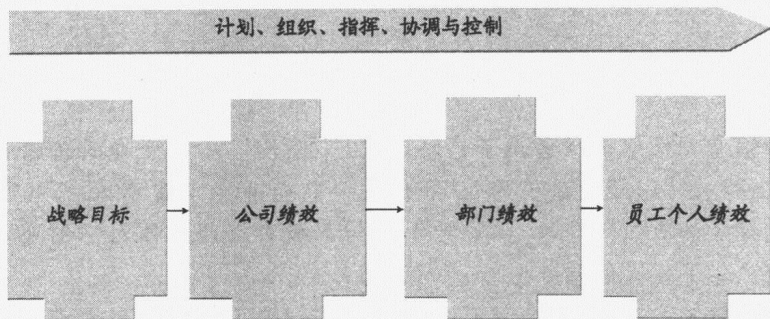 计划、组织、指挥、协调与控制
战略目标
公司绩效
部门绩效
员工个人绩效